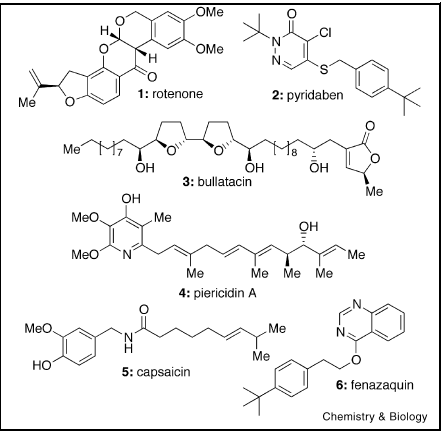 O
OMe
O
H
O
H
OMe
O
Me
O
1: rotenone
O
N
Cl
N
S
2: pyridaben
Me
7
OH
O
O
OH
8
OH
O
O
Me
3: bullatacin
OH
MeO
Me
MeO
N
Me
Me
Me
OH
Me
Me
4: piericidin A
MeO
HO
N
H
O
Me
Me
5: capsaicin
N
N
O
6: fenazaquin
Chemistry & Biology